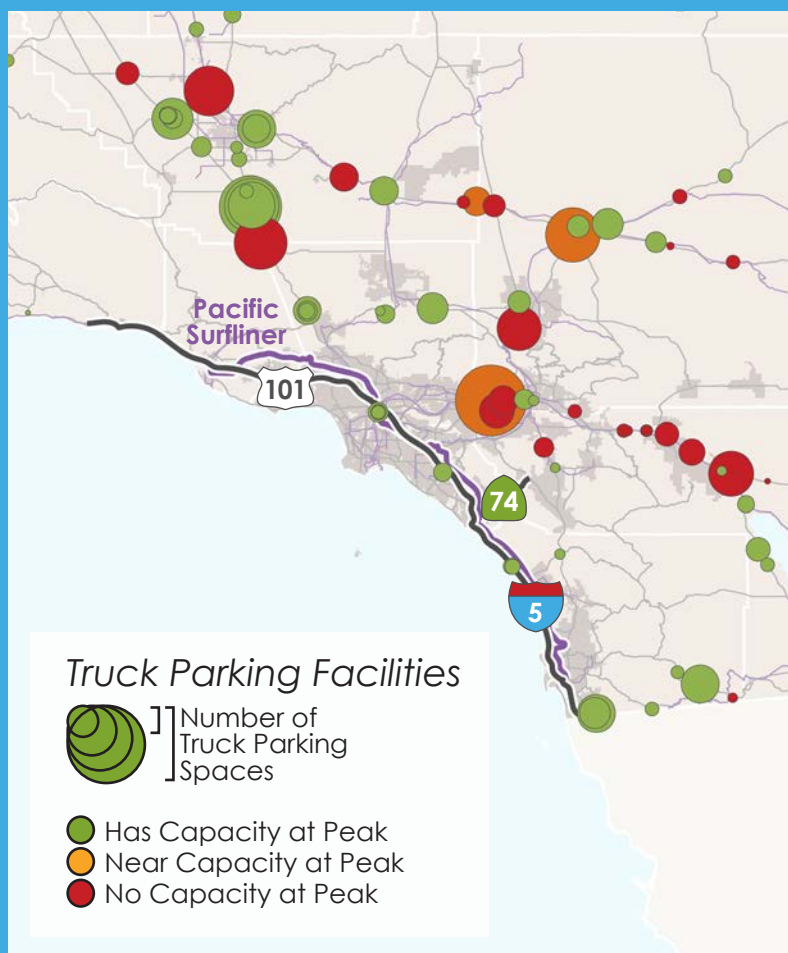 Pacific
Surfliner
101
74
5
Truck Parking Facilities
Number of
Truck Parking
Spaces
Has Capacity at Peak
Near Capacity at Peak
No Capacity at Peak